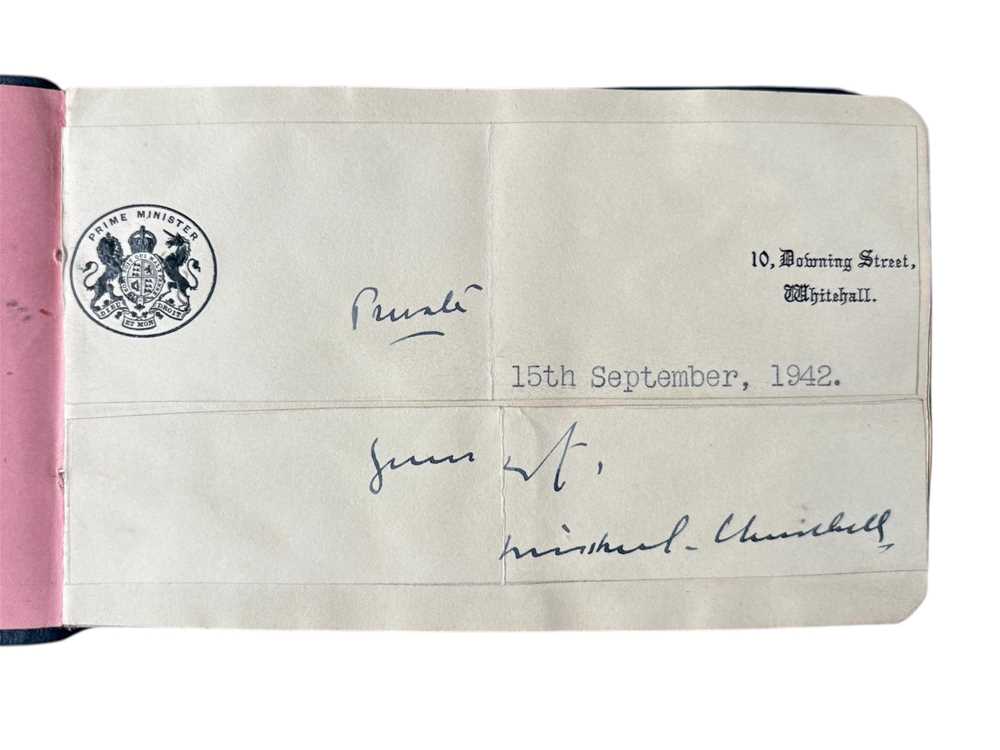 PRIME MINISTER
DIEU ET MON DROIT
10, Downing Street,
Whitehall.
Private
15th September, 1942.
Winston S. Churchill